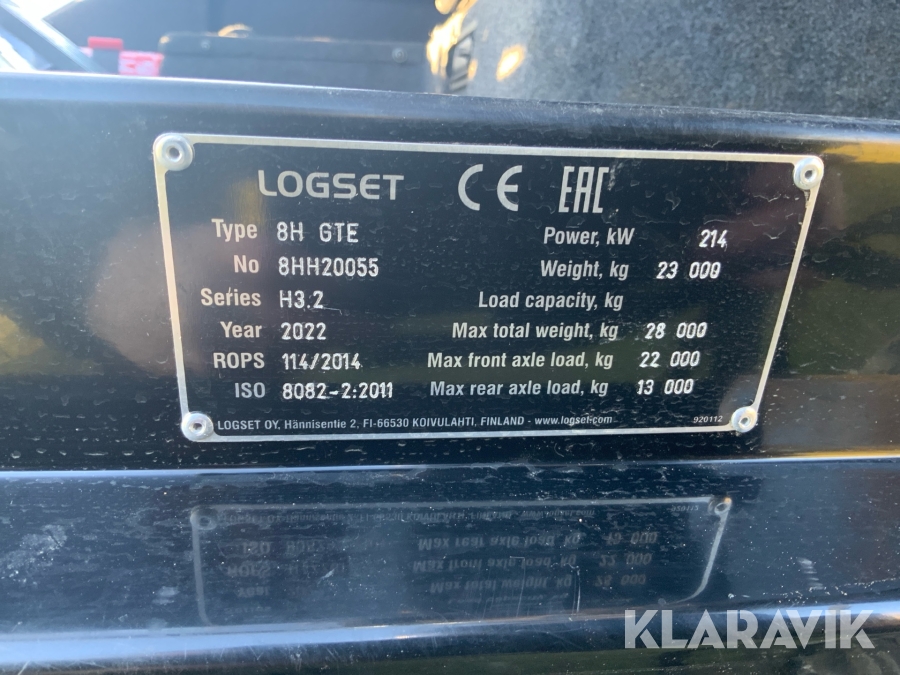 LOGSET CE EAC
Type 8H GTE Power, kW 214
No 8HH20055 Weight, kg 23 000
Series H3.2 Load capacity, kg
Year 2022 Max total weight, kg 28 000
ROPS 114/2014 Max front axle load, kg 22 000
ISO 8082-2:2011 Max rear axle load, kg 13 000
LOGSET OY, Hännisentie 2, FI-66530 KOIVULAHTI, FINLAND - www.logset.com 920112
KLARAVIK